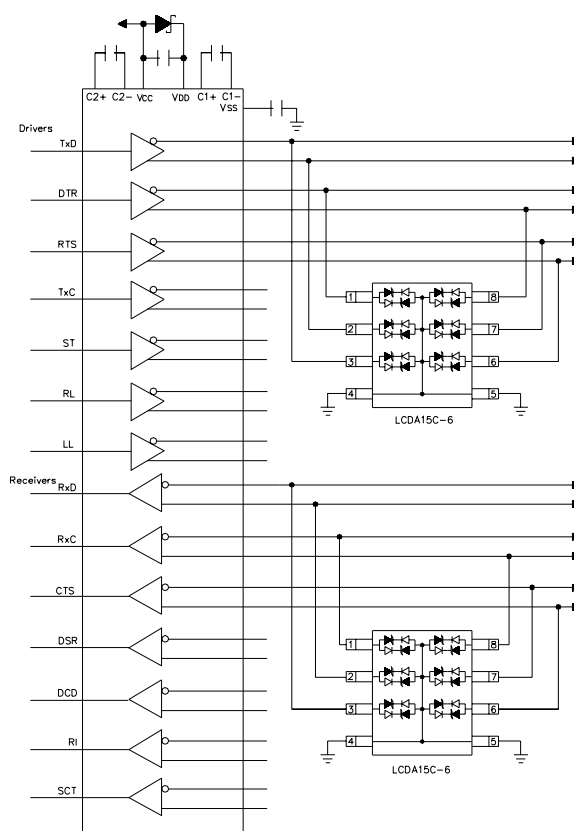 C2+ C2- VCC VDD C1+ C1-
VSS
Drivers
TxD
DTR
RTS
TxC
1 8
ST
2 7
3 6
RL
4 5
LCDA15C-6
LL
Receivers
RxD
RxC
CTS
DSR
1 8
2 7
DCD
3 6
RI
4 5
LCDA15C-6
SCT